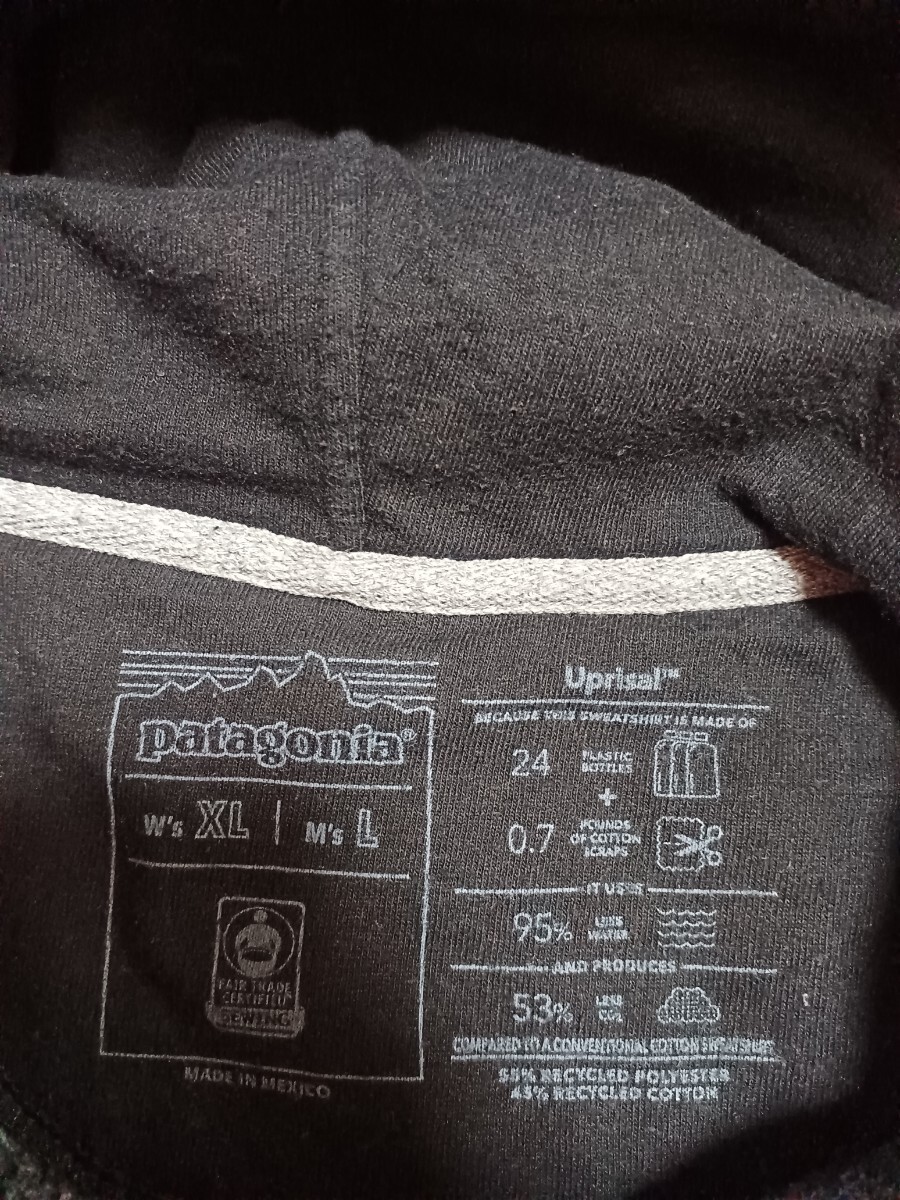 patagonia®
W's XL | M's L
FAIR TRADE
CERTIFIED™
SEWING
MADE IN MEXICO
Uprisal™
BECAUSE THIS SWEATSHIRT IS MADE OF
24 PLASTIC
BOTTLES
+
0.7 POUNDS
OF COTTON
SCRAPS
IT USES
95% LESS
WATER
AND PRODUCES
53% LESS
CO₂
COMPARED TO A CONVENTIONAL COTTON SWEATSHIRT
55% RECYCLED POLYESTER
45% RECYCLED COTTON